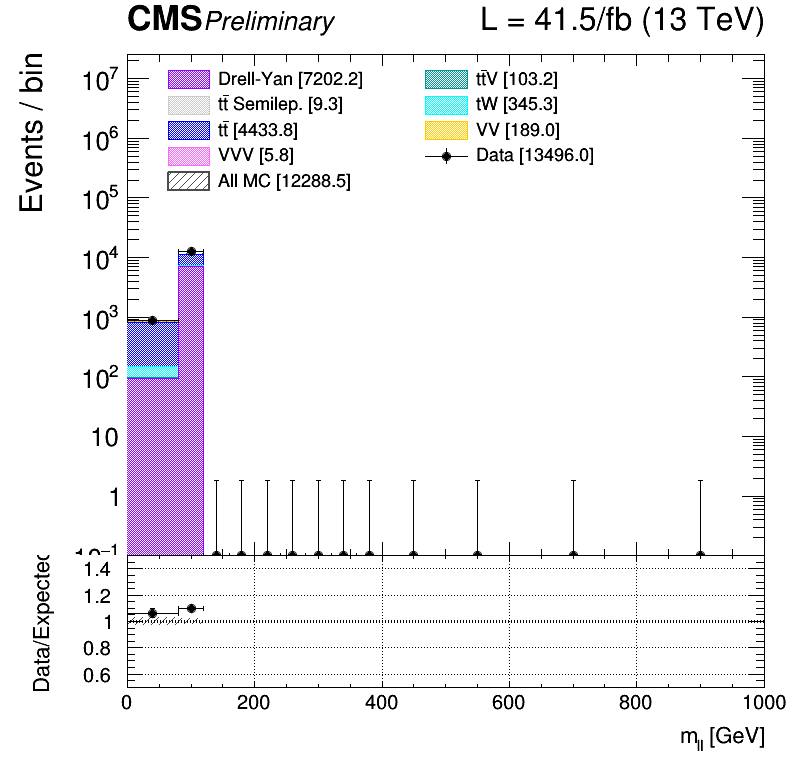 CMS Preliminary L = 41.5/fb (13 TeV)
Events / bin
Drell-Yan [7202.2]
tt̄ Semilep. [9.3]
tt̄ [4433.8]
VVV [5.8]
All MC [12288.5]
tt̄V [103.2]
tW [345.3]
VV [189.0]
Data [13496.0]
10⁷
10⁶
10⁵
10⁴
10³
10²
10
1
10⁻¹
Data/Expected
1.4
1.2
1
0.8
0.6
0 200 400 600 800 1000
m_ll [GeV]